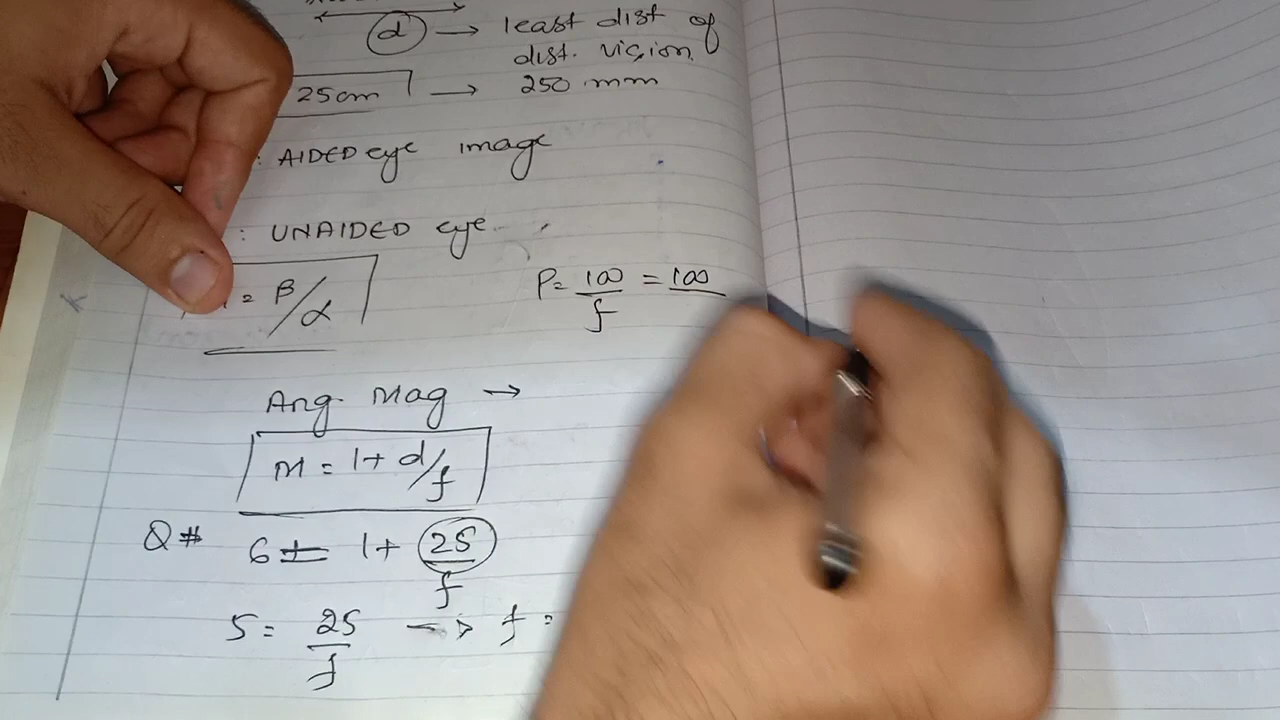 d → least dist of
dist. vision
25cm → 250 mm
: AIDED eye image
: UNAIDED eye
= β/α
P= 100/f = 100
Ang. Mag →
M = 1+ d/f
Q# 6 = 1+ 25/f
5= 25/f → f =